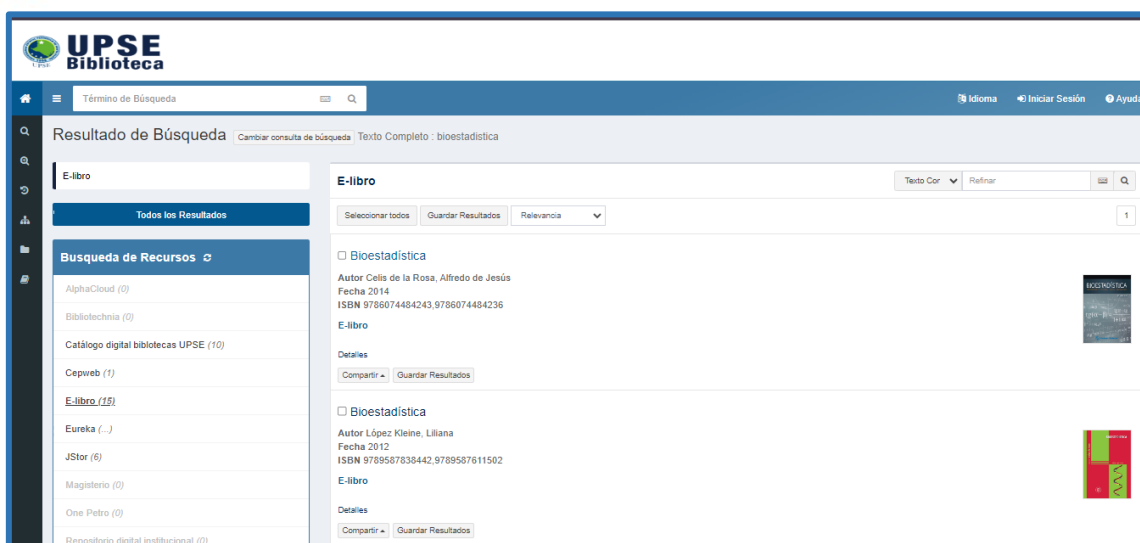 UPSE
Biblioteca
UPSE
Término de Búsqueda
Idioma
Iniciar Sesión
Ayuda
Resultado de Búsqueda
Cambiar consulta de búsqueda
Texto Completo : bioestadistica
E-libro
Todos los Resultados
Busqueda de Recursos
AlphaCloud (0)
Bibliotechnia (0)
Catálogo digital biblotecas UPSE (10)
Cepweb (1)
E-libro (15)
Eureka (...)
JStor (6)
Magisterio (0)
One Petro (0)
Repositorio digital institucional (0)
E-libro
Texto Cor
Refinar
Seleccionar todos
Guardar Resultados
Relevancia
1
Bioestadística
Autor Celis de la Rosa, Alfredo de Jesús
Fecha 2014
ISBN 9786074484243,9786074484236
E-libro
Detalles
Compartir
Guardar Resultados
BIOESTADÍSTICA
Bioestadística
Autor López Kleine, Liliana
Fecha 2012
ISBN 9789587838442,9789587611502
E-libro
Detalles
Compartir
Guardar Resultados